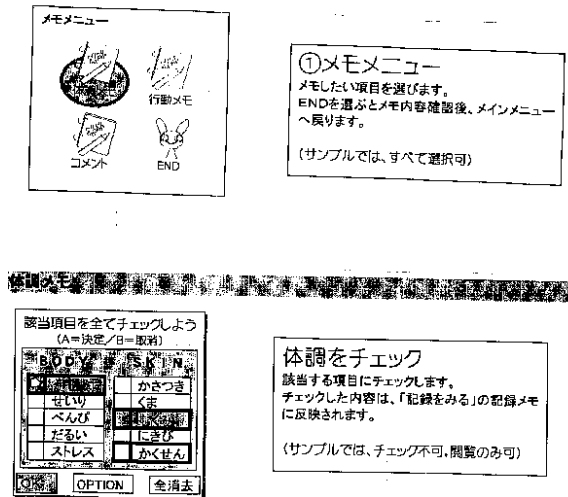 メモメニュー
行動メモ
コメント
END
①メモメニュー
メモしたい項目を選びます。
ENDを選ぶとメモ内容確認後、メインメニュー
へ戻ります。
(サンプルでは、すべて選択可)
体調メモ
該当項目を全てチェックしよう
(A=決定/B=取消)
BODY SKIN
かさつき
せいり
くま
べんぴ
だるい
にきび
ストレス
かくせん
OPTION
全消去
体調をチェック
該当する項目にチェックします。
チェックした内容は、「記録をみる」の記録メモ
に反映されます。
(サンプルでは、チェック不可,閲覧のみ可)